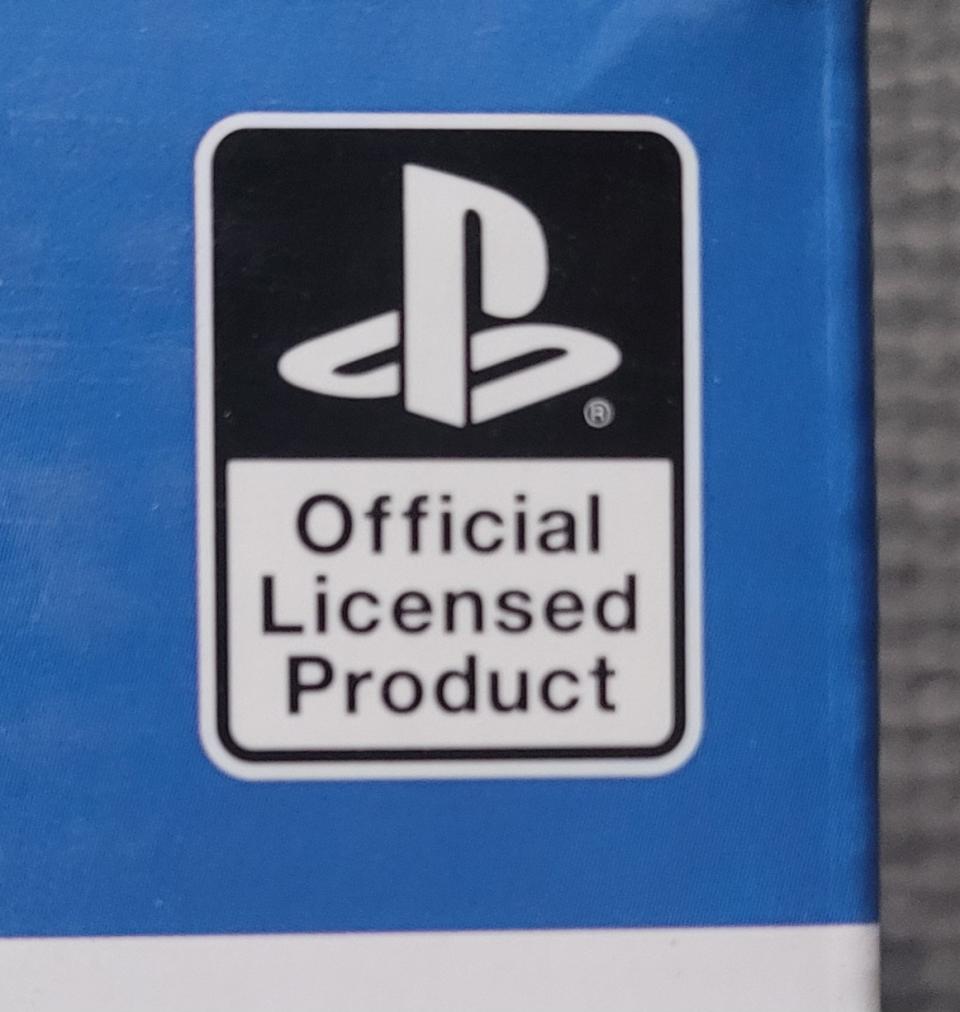 ®
Official
Licensed
Product